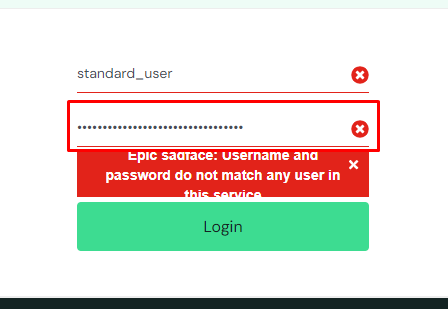 standard_user
••••••••••••••••••••••••••••••••
Epic sadface: Username and
password do not match any user in
this service
Login